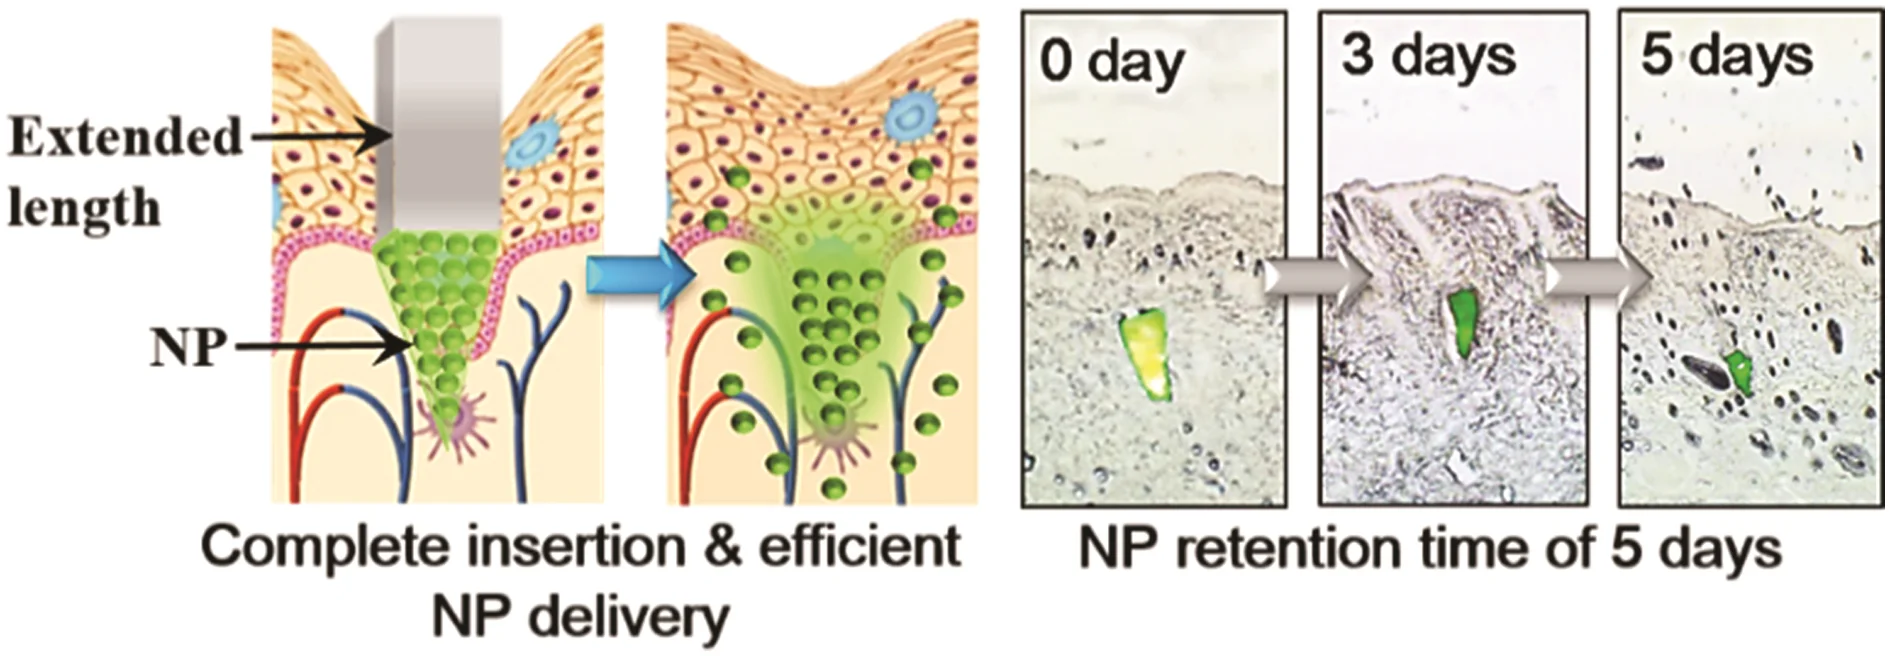 Extended
length
NP
Complete insertion & efficient
NP delivery
0 day
3 days
5 days
NP retention time of 5 days